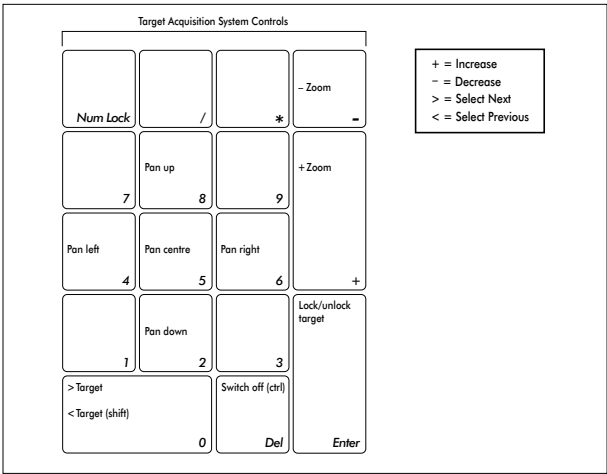 Target Acquisition System Controls
– Zoom
Num Lock
/
*
-
+ = Increase
– = Decrease
> = Select Next
< = Select Previous
Pan up
+ Zoom
7
8
9
Pan left
Pan centre
Pan right
4
5
6
+
Lock/unlock
target
Pan down
1
2
3
> Target
Switch off (ctrl)
< Target (shift)
0
Del
Enter